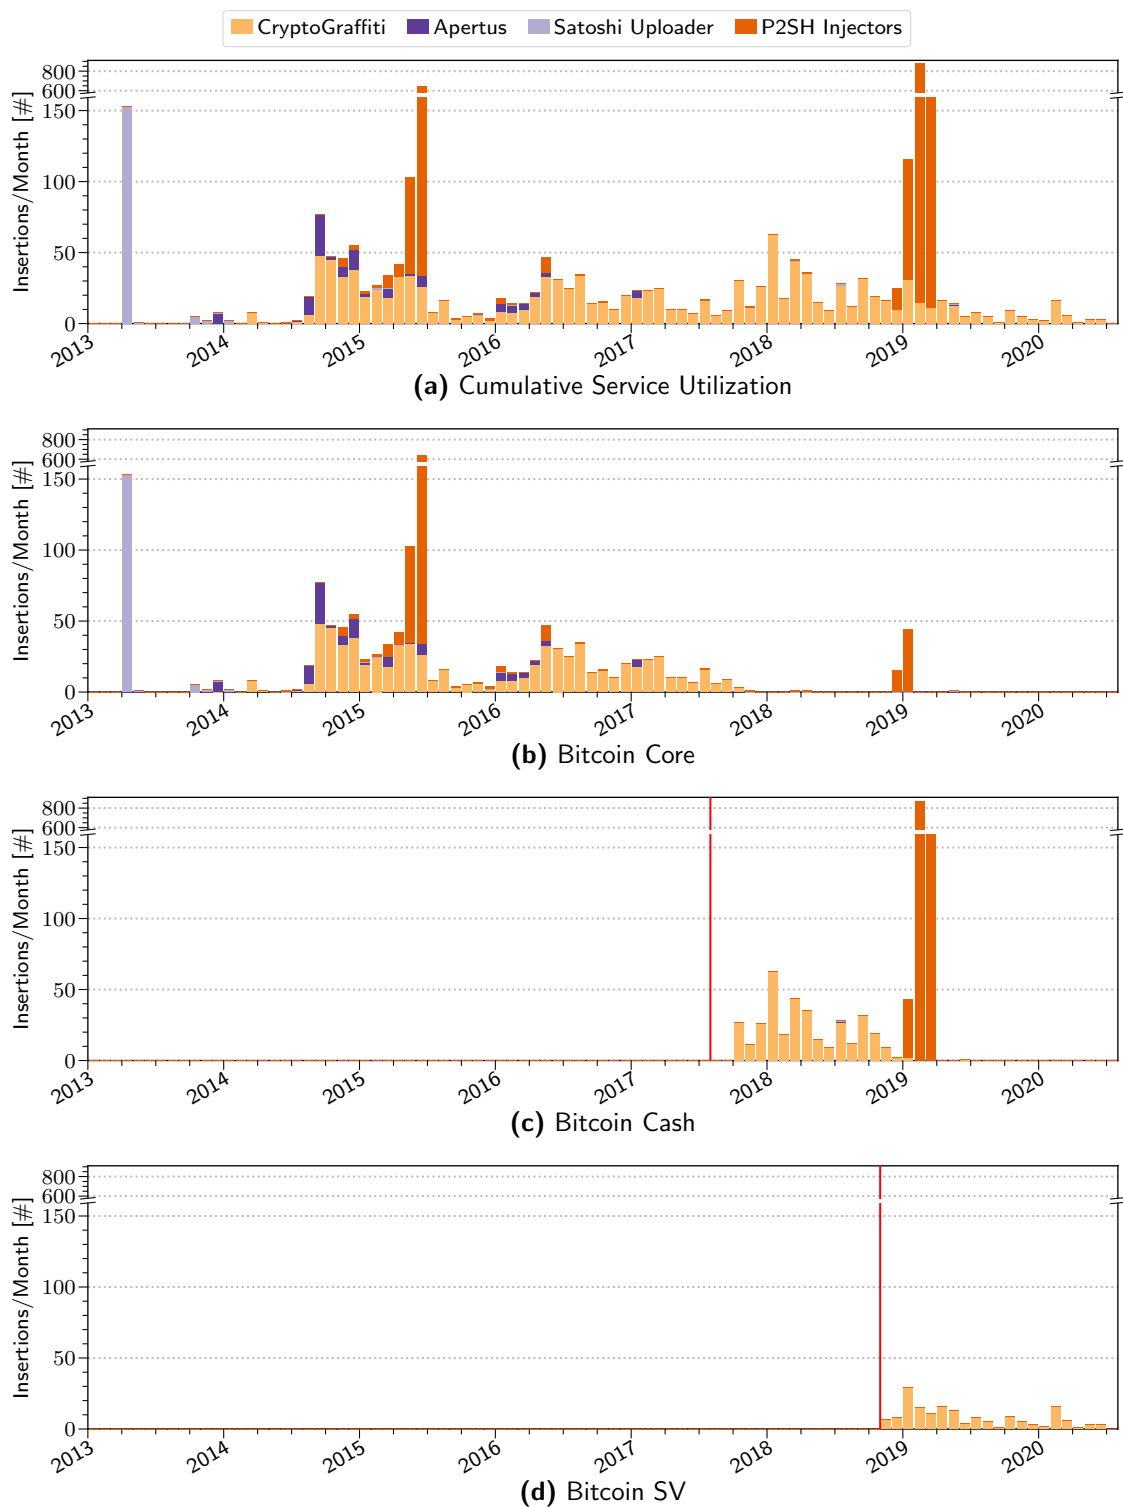 CryptoGraffiti Apertus Satoshi Uploader P2SH Injectors
Insertions/Month [#]
800
600
150
100
50
0
2013 2014 2015 2016 2017 2018 2019 2020
(a) Cumulative Service Utilization
Insertions/Month [#]
800
600
150
100
50
0
2013 2014 2015 2016 2017 2018 2019 2020
(b) Bitcoin Core
Insertions/Month [#]
800
600
150
100
50
0
2013 2014 2015 2016 2017 2018 2019 2020
(c) Bitcoin Cash
Insertions/Month [#]
800
600
150
100
50
0
2013 2014 2015 2016 2017 2018 2019 2020
(d) Bitcoin SV